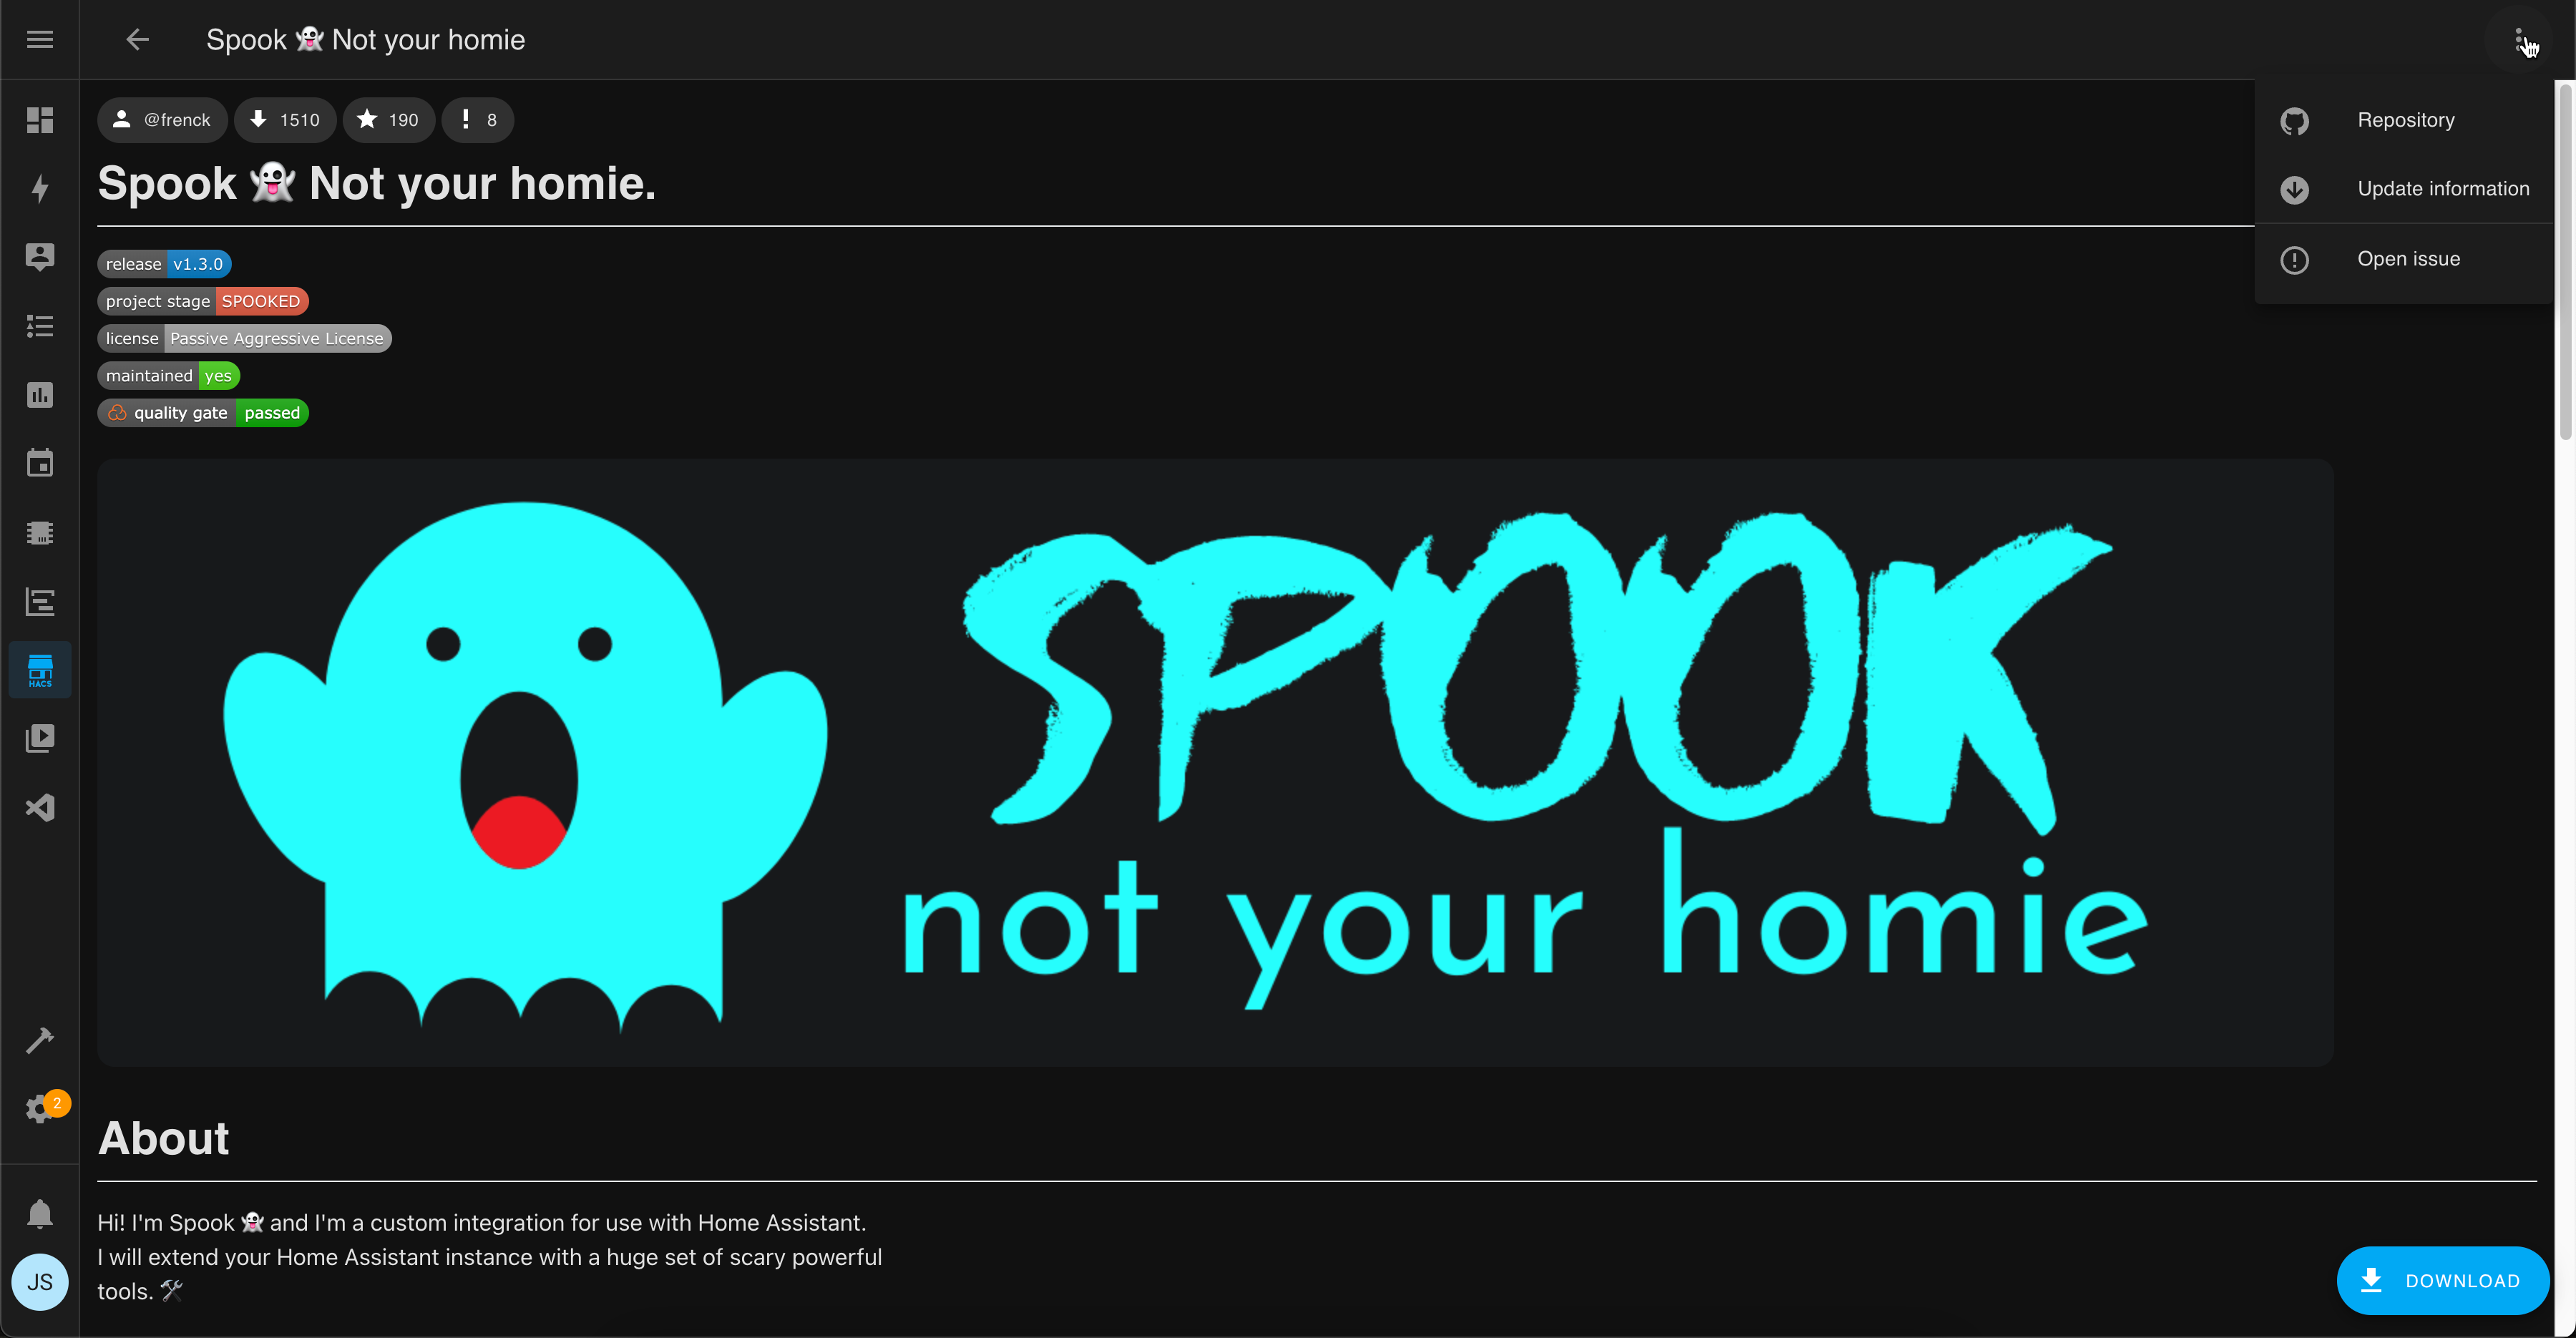 Spook 👻 Not your homie
@frenck 1510 190 8
Spook 👻 Not your homie.
release v1.3.0
project stage SPOOKED
license Passive Aggressive License
maintained yes
quality gate passed
SPOOK
not your homie
About
Hi! I'm Spook 👻 and I'm a custom integration for use with Home Assistant.
I will extend your Home Assistant instance with a huge set of scary powerful
tools. 🛠️
Repository
Update information
Open issue
HACS
2
JS
DOWNLOAD